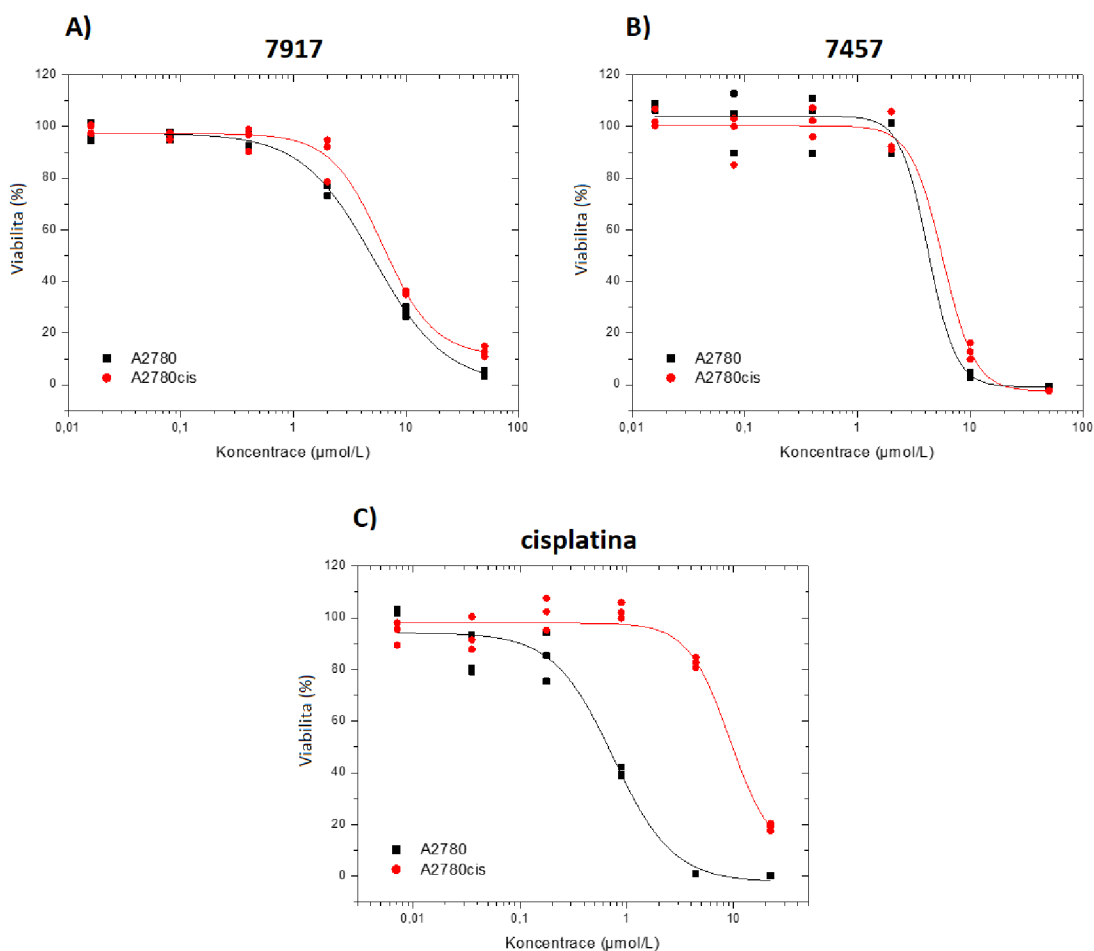 A)
7917
120
100
80
60
40
20
0
Viabilita (%)
A2780
A2780cis
0,01 0,1 1 10 100
Koncentrace (µmol/L)
B)
7457
120
100
80
60
40
20
0
Viabilita (%)
A2780
A2780cis
0,01 0,1 1 10 100
Koncentrace (µmol/L)
C)
cisplatina
120
100
80
60
40
20
0
Viabilita (%)
A2780
A2780cis
0,01 0,1 1 10
Koncentrace (µmol/L)